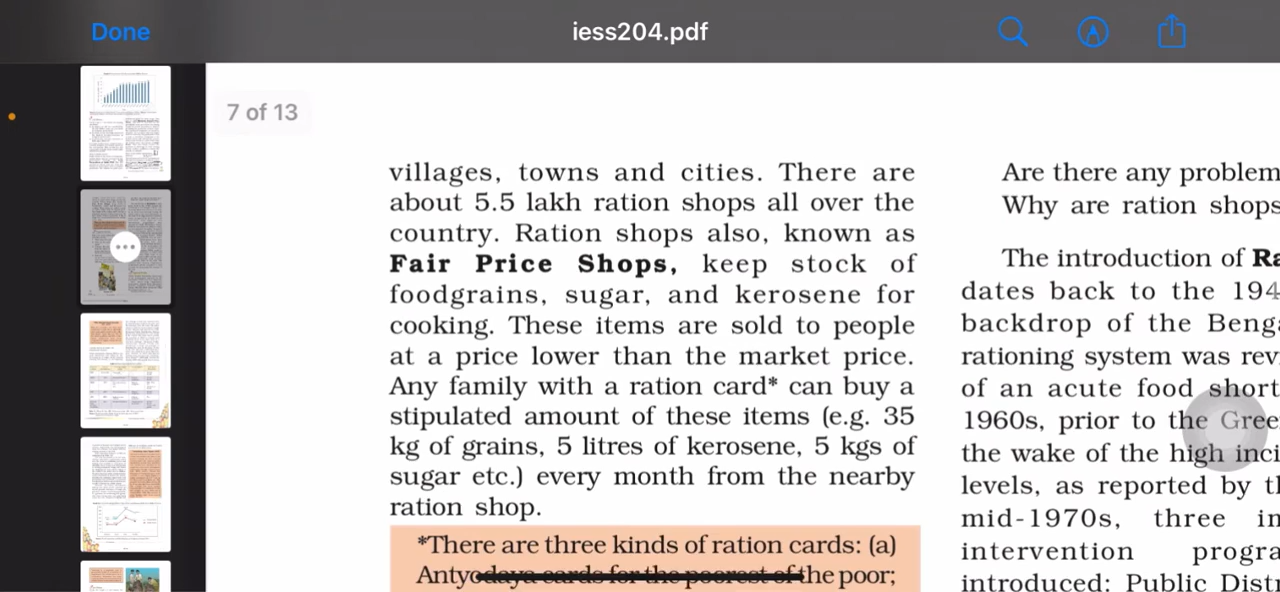 Done
iess204.pdf
7 of 13
villages, towns and cities. There are
about 5.5 lakh ration shops all over the
country. Ration shops also, known as
Fair Price Shops, keep stock of
foodgrains, sugar, and kerosene for
cooking. These items are sold to people
at a price lower than the market price.
Any family with a ration card* can buy a
stipulated amount of these items (e.g. 35
kg of grains, 5 litres of kerosene, 5 kgs of
sugar etc.) every month from the nearby
ration shop.
*There are three kinds of ration cards: (a)
Antyodaya cards for the poorest of the poor;
Are there any problem
Why are ration shops
The introduction of Ra
dates back to the 194
backdrop of the Beng
rationing system was rev
of an acute food short
1960s, prior to the Gree
the wake of the high inci
levels, as reported by th
mid-1970s, three in
intervention progra
introduced: Public Distr